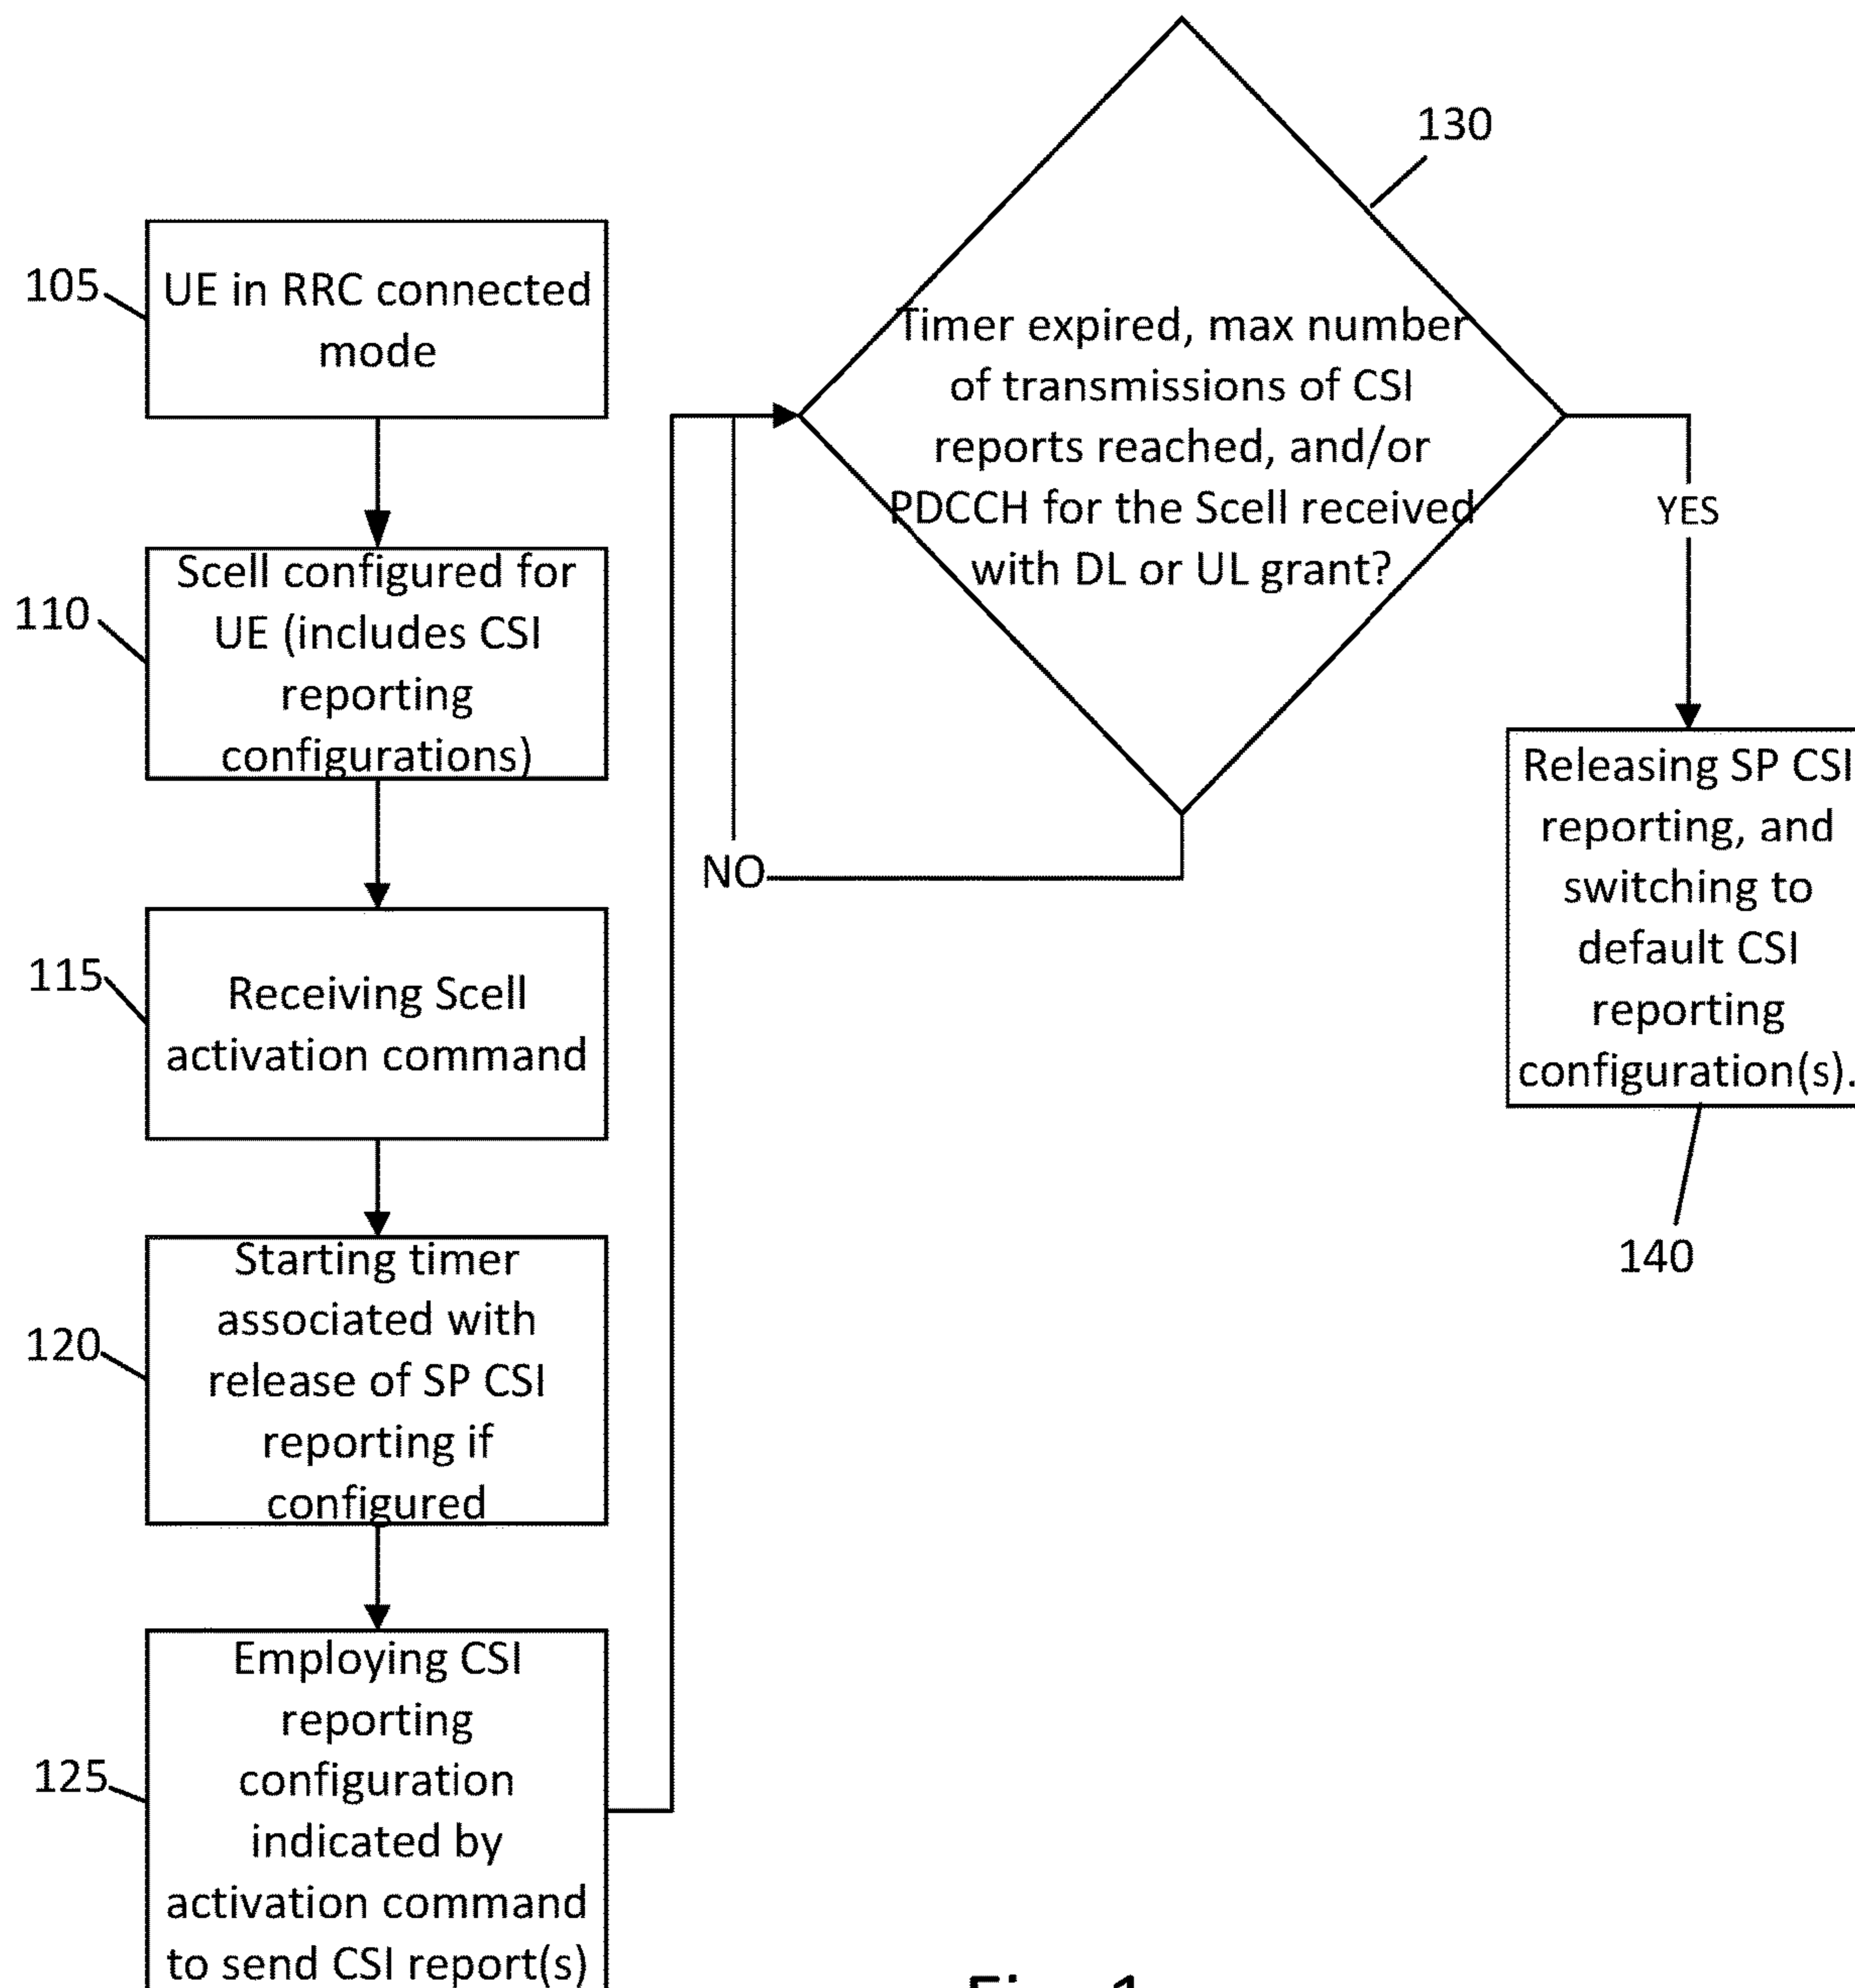 105
UE in RRC connected
mode
110
Scell configured for
UE (includes CSI
reporting
configurations)
115
Receiving Scell
activation command
120
Starting timer
associated with
release of SP CSI
reporting if
configured
125
Employing CSI
reporting
configuration
indicated by
activation command
to send CSI report(s)
130
Timer expired, max number
of transmissions of CSI
reports reached, and/or
PDCCH for the Scell received
with DL or UL grant?
NO
YES
Releasing SP CSI
reporting, and
switching to
default CSI
reporting
configuration(s).
140
Fig. 1